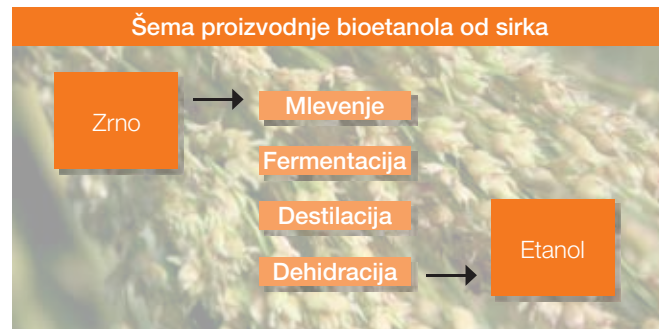 Šema proizvodnje bioetanola od sirka
Zrno
Mlevenje
Fermentacija
Destilacija
Dehidracija
Etanol